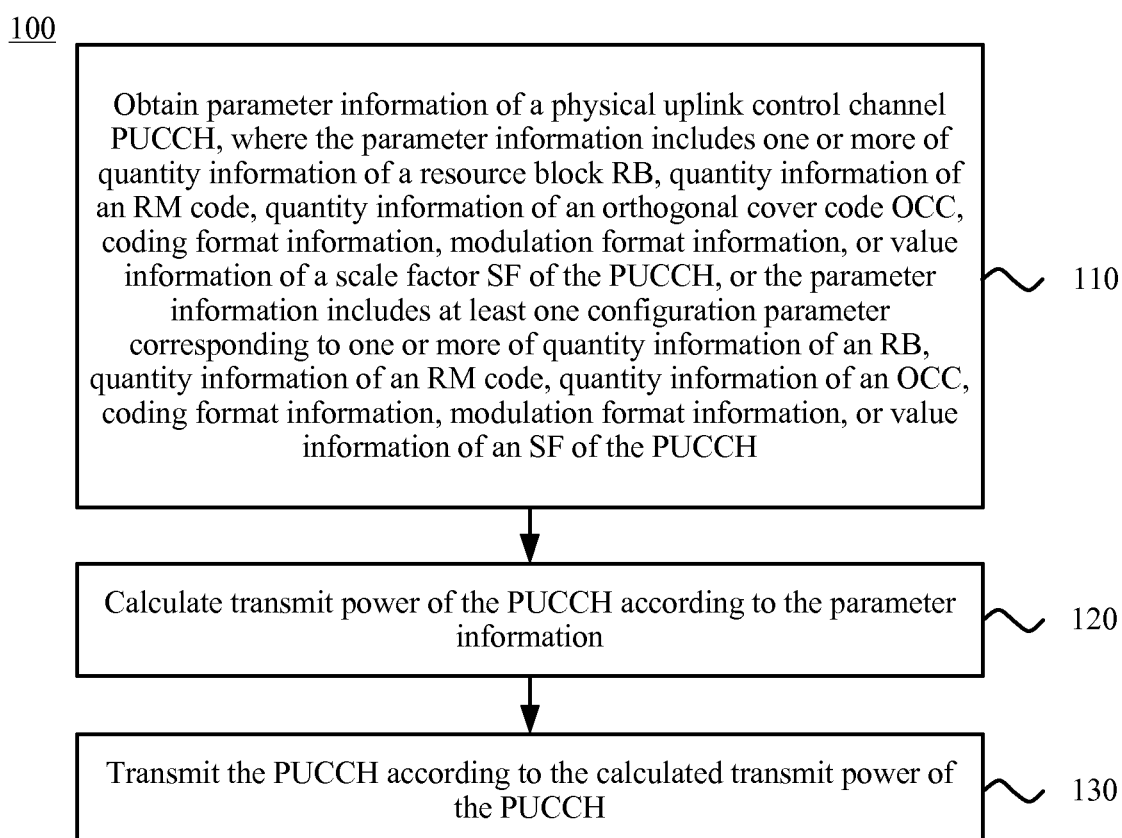 100
Obtain parameter information of a physical uplink control channel
PUCCH, where the parameter information includes one or more of
quantity information of a resource block RB, quantity information of
an RM code, quantity information of an orthogonal cover code OCC,
coding format information, modulation format information, or value
information of a scale factor SF of the PUCCH, or the parameter
information includes at least one configuration parameter
corresponding to one or more of quantity information of an RB,
quantity information of an RM code, quantity information of an OCC,
coding format information, modulation format information, or value
information of an SF of the PUCCH
110
Calculate transmit power of the PUCCH according to the parameter
information
120
Transmit the PUCCH according to the calculated transmit power of
the PUCCH
130